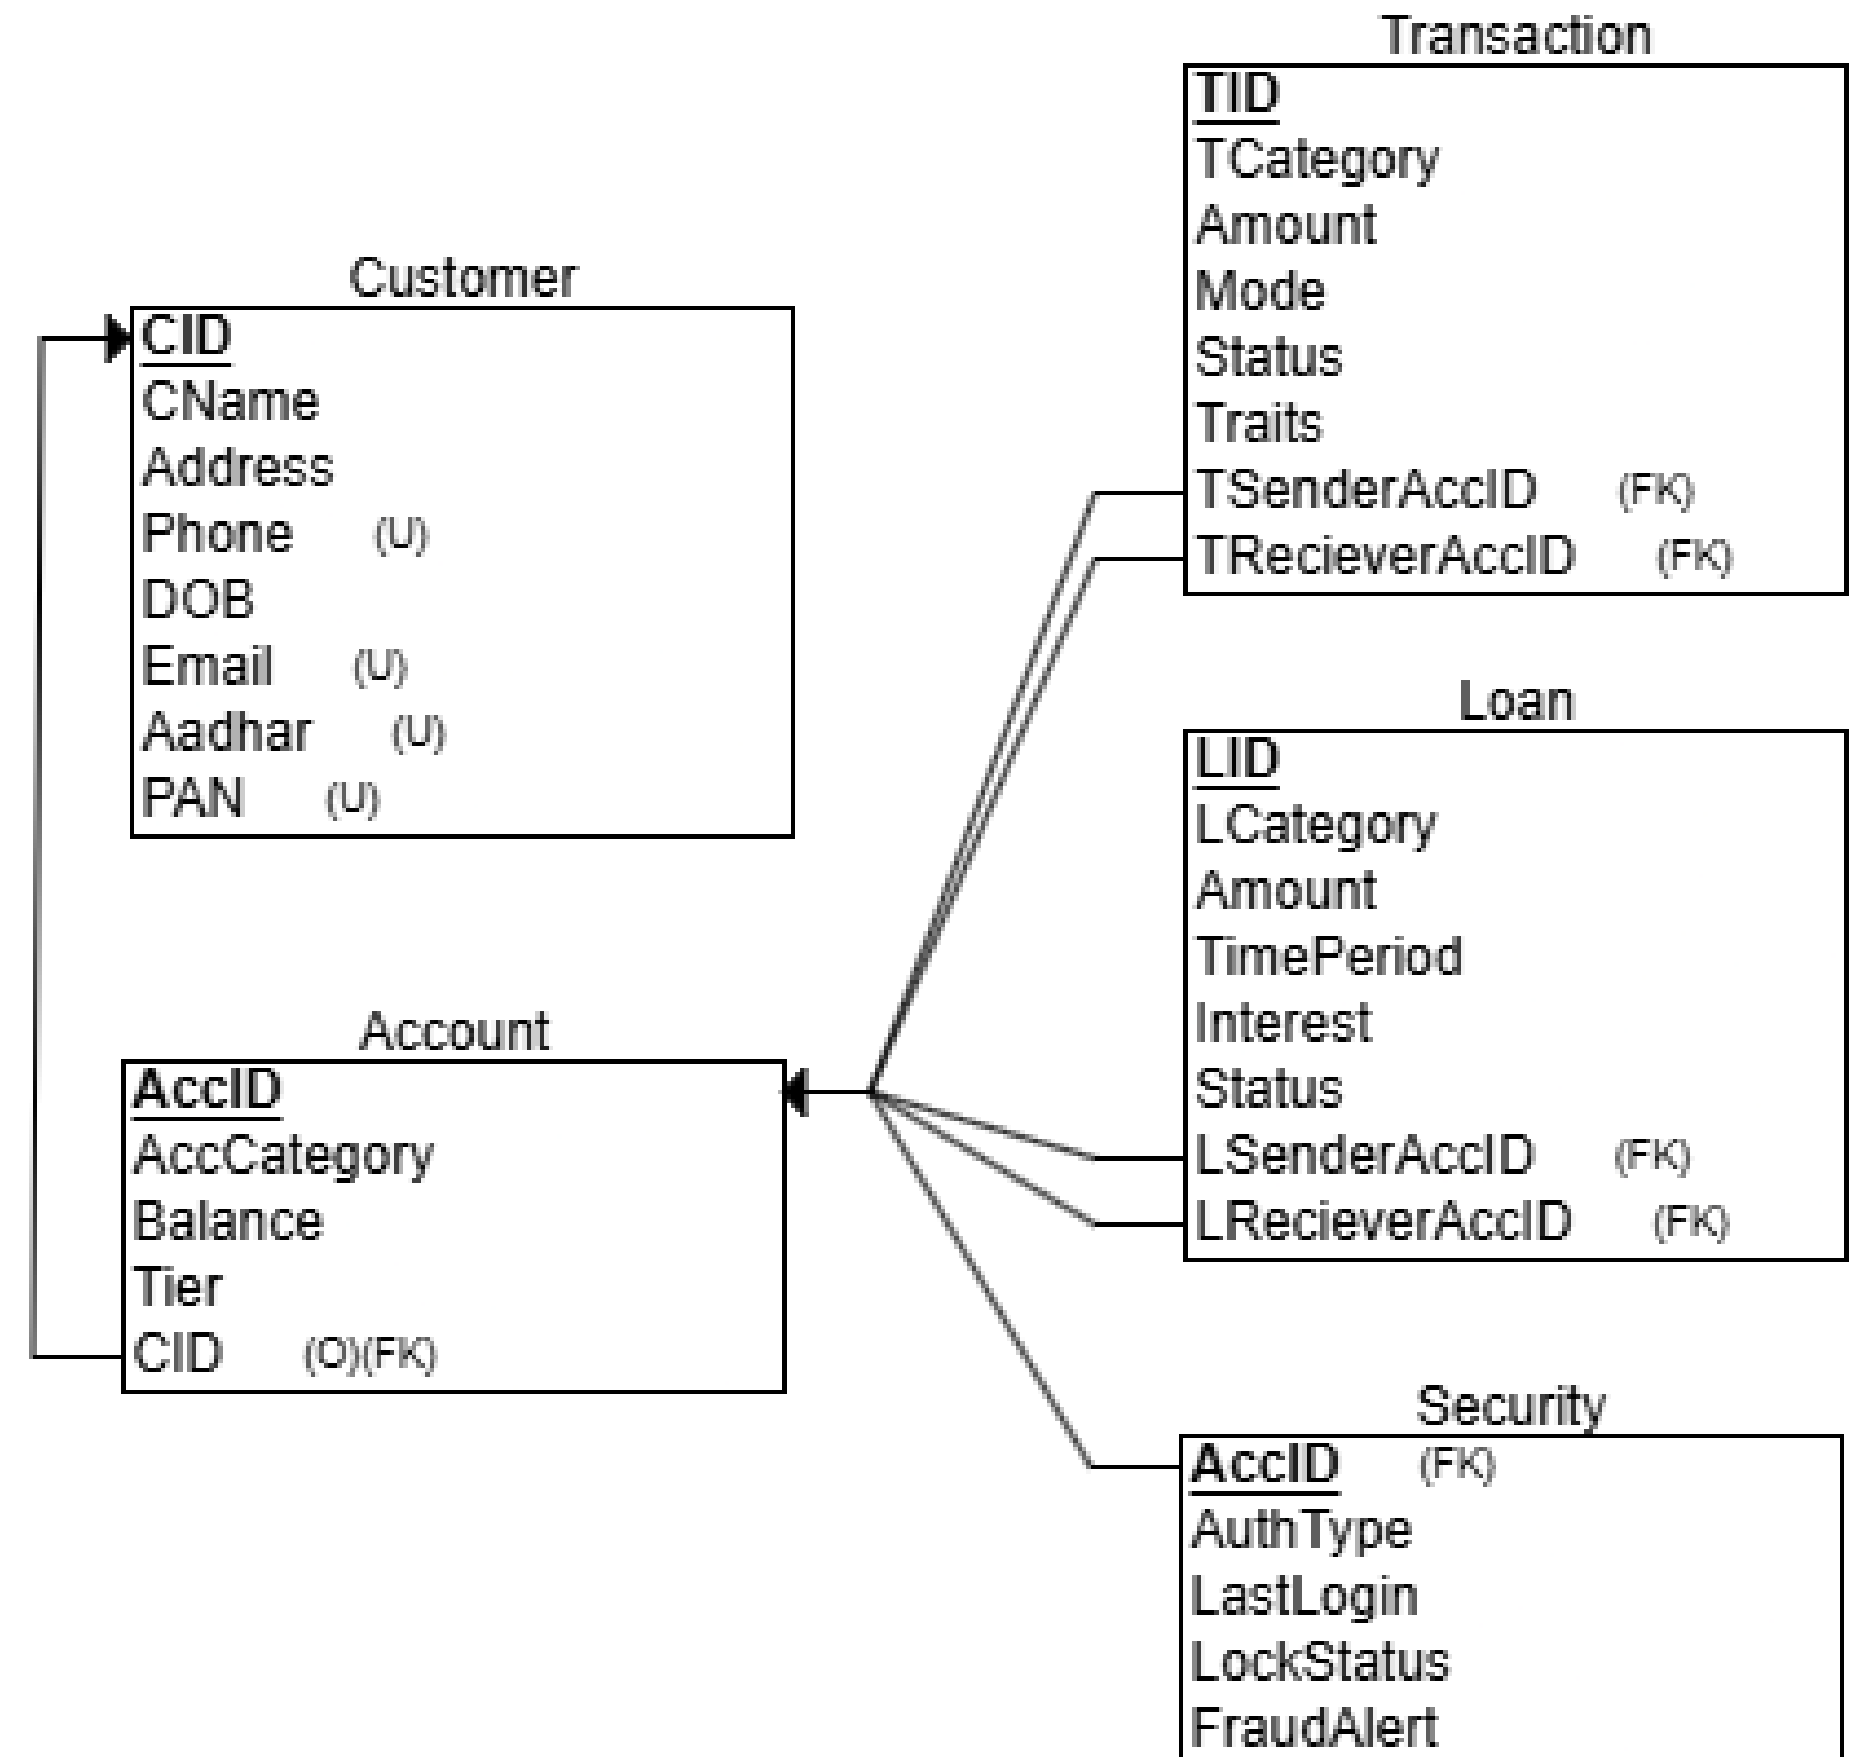 Customer
CID
CName
Address
Phone (U)
DOB
Email (U)
Aadhar (U)
PAN (U)
Account
AccID
AccCategory
Balance
Tier
CID (O)(FK)
Transaction
TID
TCategory
Amount
Mode
Status
Traits
TSenderAccID (FK)
TRecieverAccID (FK)
Loan
LID
LCategory
Amount
TimePeriod
Interest
Status
LSenderAccID (FK)
LRecieverAccID (FK)
Security
AccID (FK)
AuthType
LastLogin
LockStatus
FraudAlert